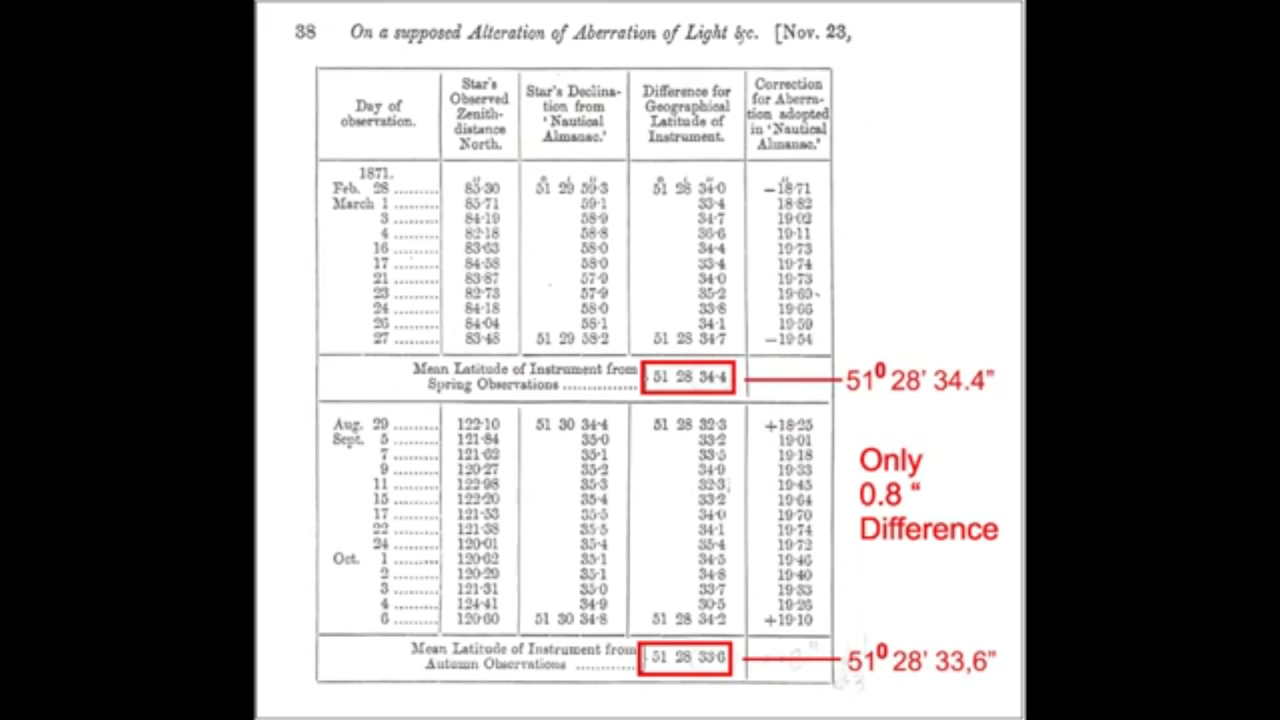 38 On a supposed Alteration of Aberration of Light &c. [Nov. 23,
Day of observation. Star's Observed Zenith-distance North. Star's Declination from 'Nautical Almanac.' Difference for Geographical Latitude of Instrument. Correction for Aberration adopted in 'Nautical Almanac.'
1871.
Feb. 28 .......... 85·30 51 29 59·3 51 28 34·0 −18·71
March 1 .......... 85·71 59·1 33·4 18·82
3 .......... 84·19 58·9 34·7 19·02
4 .......... 82·18 58·8 36·6 19·11
16 .......... 83·63 58·0 34·4 19·73
17 .......... 84·58 58·0 33·4 19·74
21 .......... 83·87 57·9 34·0 19·73
23 .......... 82·73 57·9 35·2 19·69
24 .......... 84·18 58·0 33·8 19·66
26 .......... 84·04 58·1 34·1 19·59
27 .......... 83·48 51 29 58·2 51 28 34·7 −19·54
Mean Latitude of Instrument from
Spring Observations ............... 51 28 34·4
51⁰ 28’ 34.4”
Aug. 29 .......... 122·10 51 30 34·4 51 28 32·3 +18·25
Sept. 5 .......... 121·84 35·0 33·2 19·01
7 .......... 121·62 35·1 33·5 19·18
9 .......... 120·27 35·2 34·9 19·33
11 .......... 122·98 35·3 32·3 19·45
15 .......... 122·20 35·4 33·2 19·64
17 .......... 121·53 35·5 34·0 19·70
22 .......... 121·38 35·5 34·1 19·74
24 .......... 120·01 35·4 35·4 19·72
Oct. 1 .......... 120·62 35·1 34·5 19·46
2 .......... 120·29 35·1 34·8 19·40
3 .......... 121·31 35·0 33·7 19·33
4 .......... 124·41 34·9 30·5 19·26
6 .......... 120·60 51 30 34·8 51 28 34·2 +19·10
Only
0.8 “
Difference
Mean Latitude of Instrument from
Autumn Observations ............ 51 28 33·6
51⁰ 28’ 33,6”